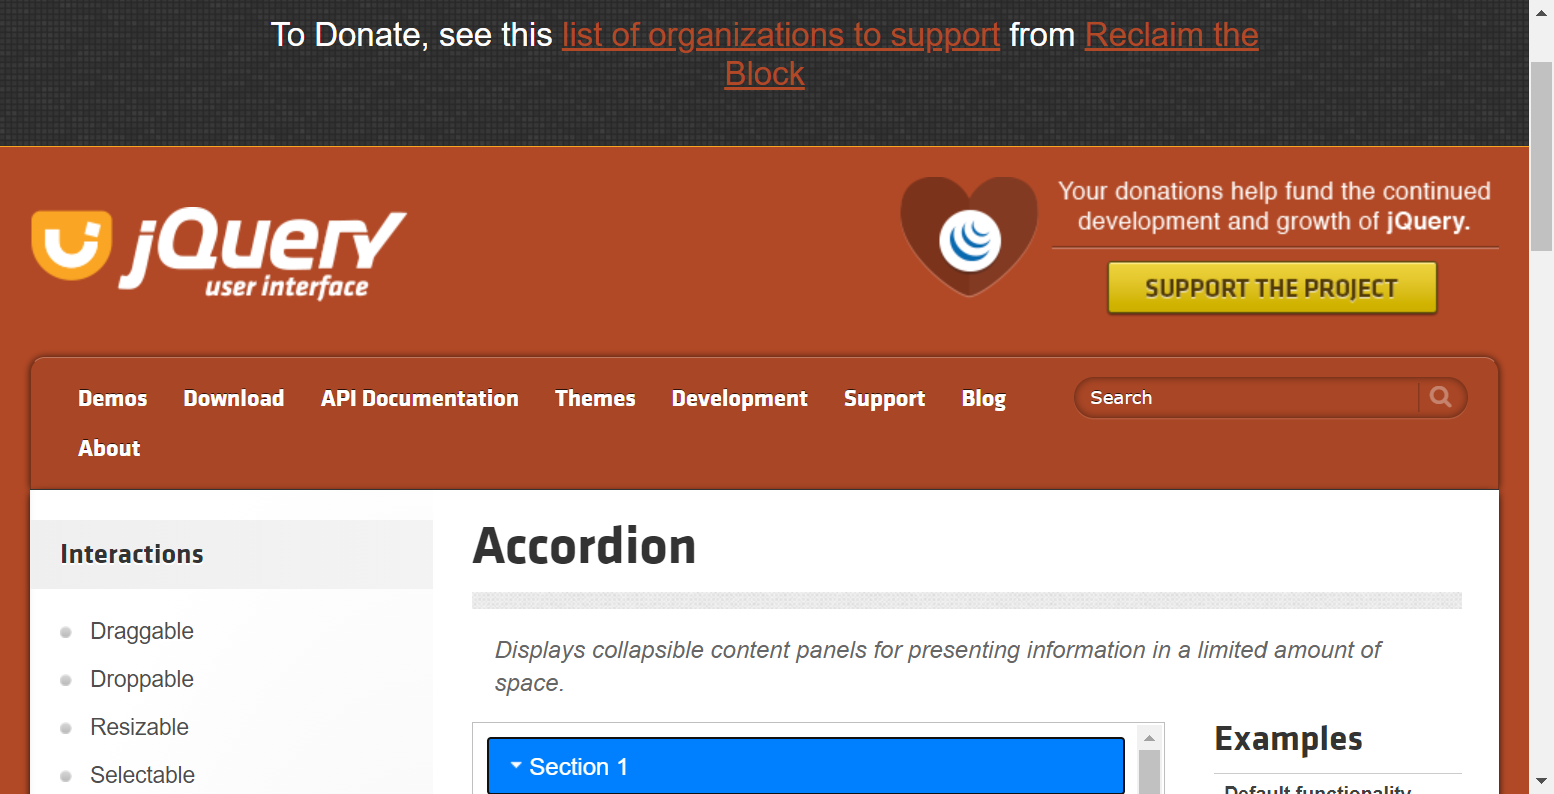 To Donate, see this list of organizations to support from Reclaim the
Block
jQuery
user interface
Your donations help fund the continued
development and growth of jQuery.
SUPPORT THE PROJECT
Demos Download API Documentation Themes Development Support Blog
About
Search
Interactions
Draggable
Droppable
Resizable
Selectable
Accordion
Displays collapsible content panels for presenting information in a limited amount of
space.
Section 1
Examples
Default functionality